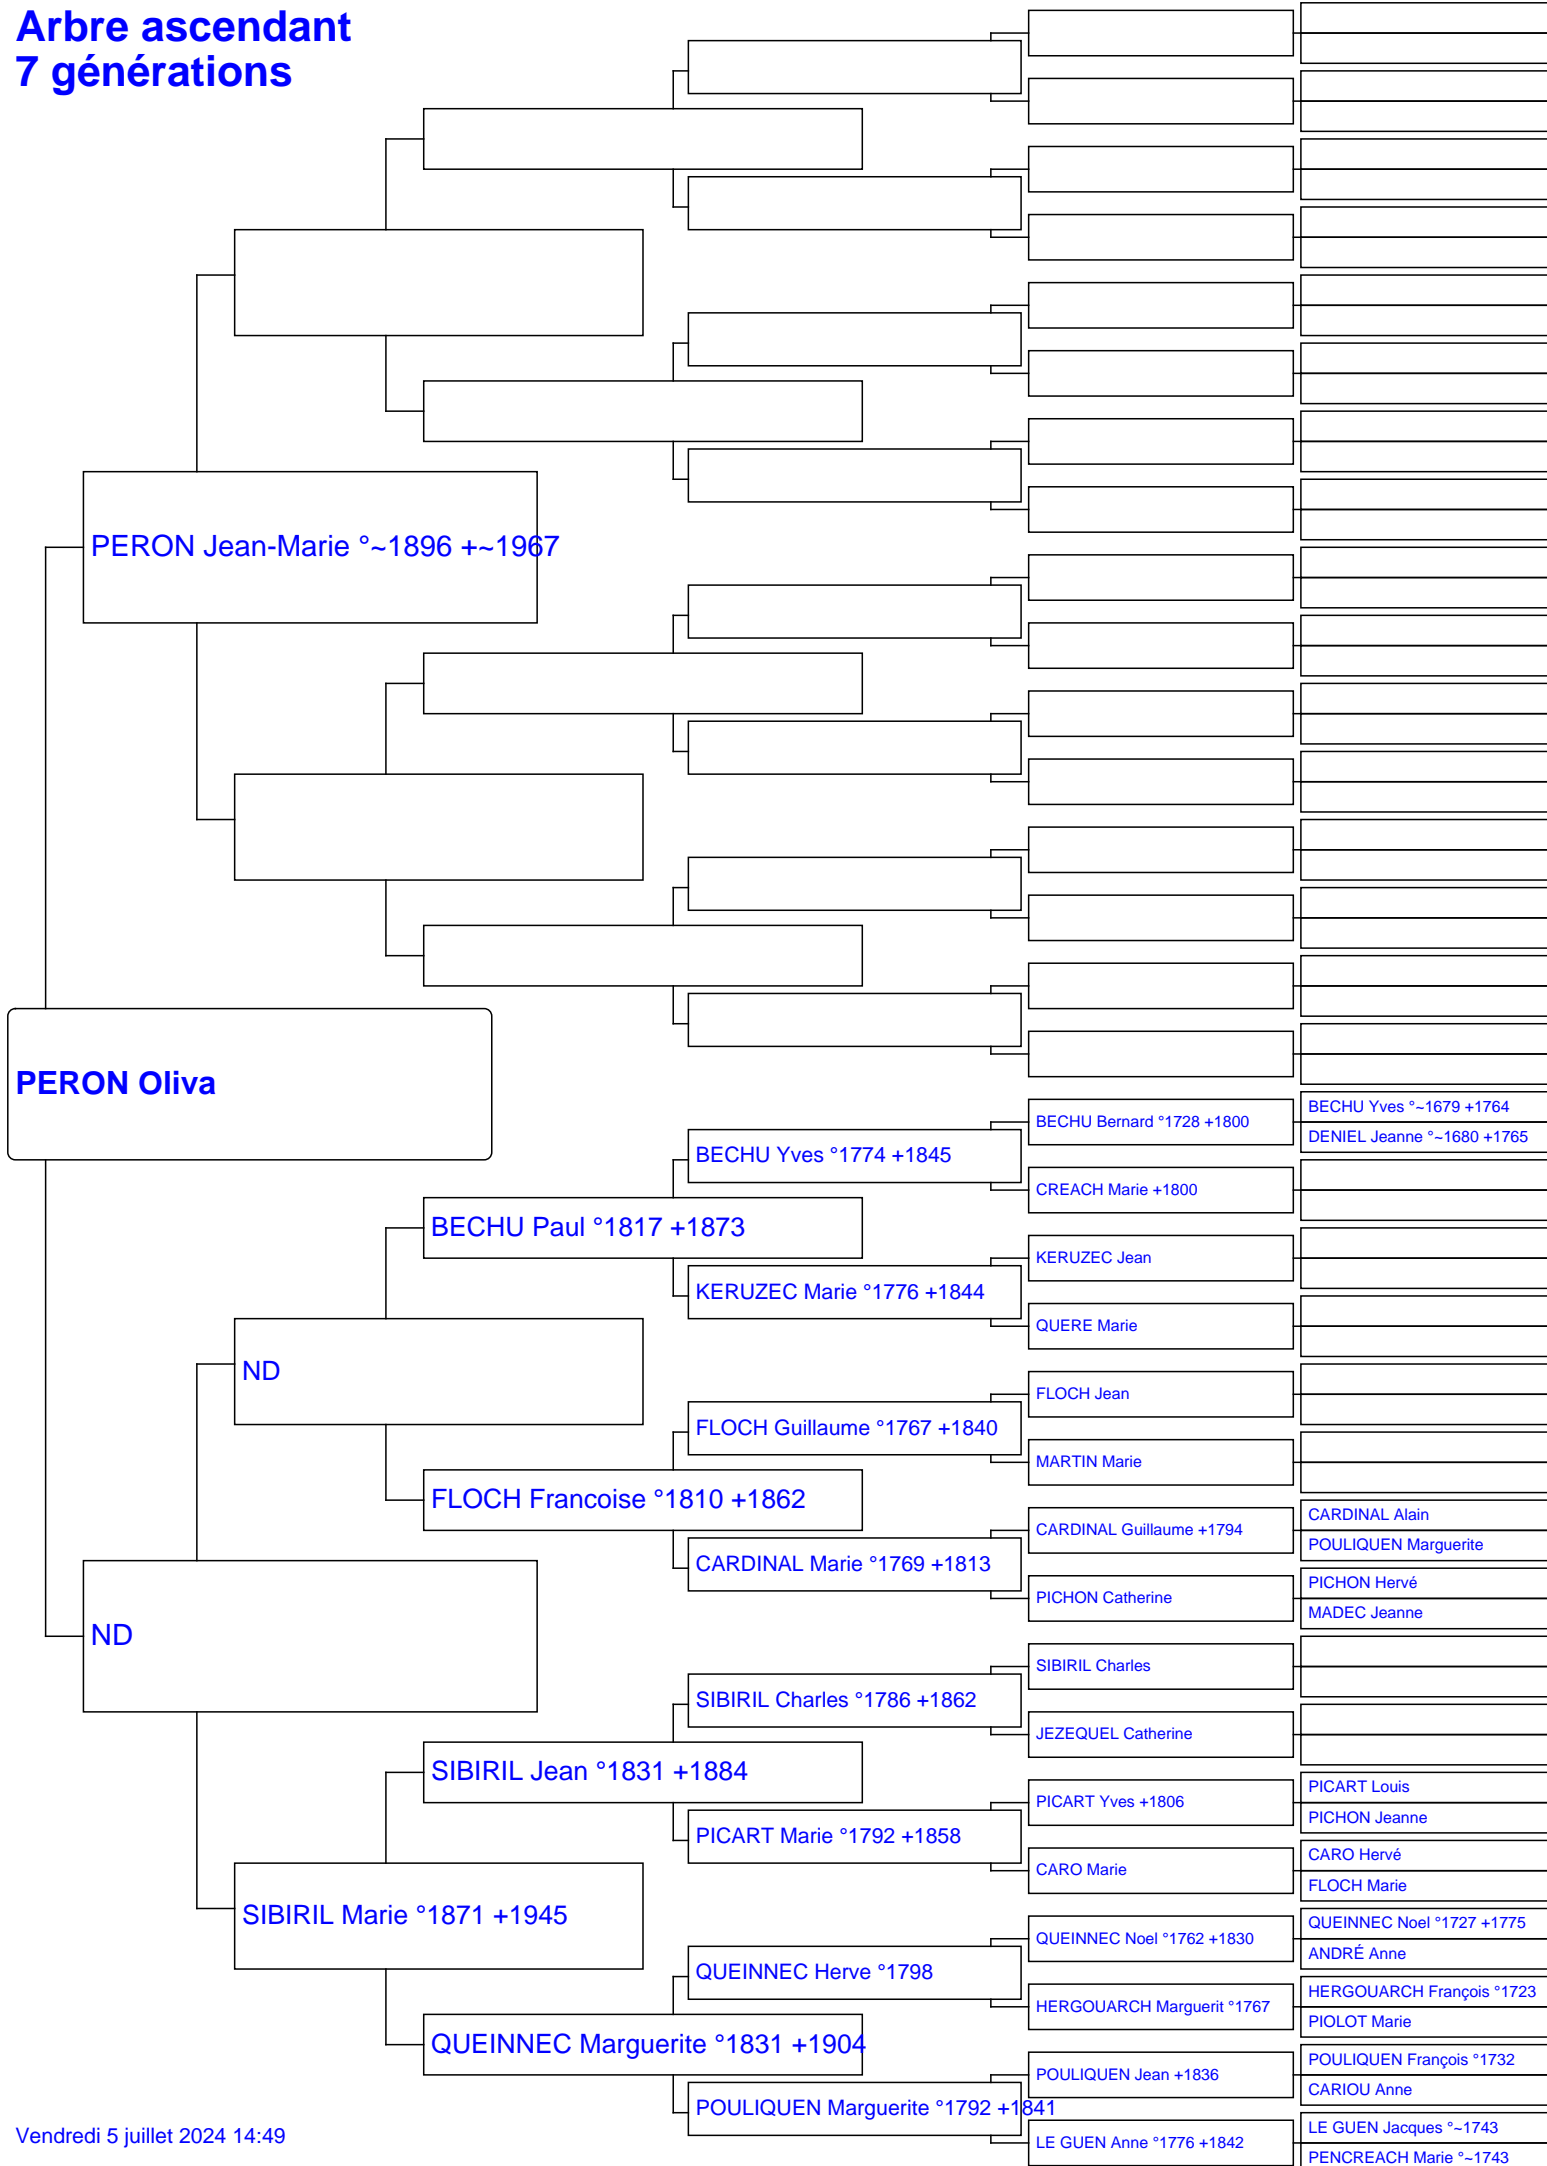 Arbre ascendant
7 générations
PERON Jean-Marie °~1896 +~1967
PERON Oliva
BECHU Bernard °1728 +1800
BECHU Yves °~1679 +1764
DENIEL Jeanne °~1680 +1765
BECHU Yves °1774 +1845
CREACH Marie +1800
BECHU Paul °1817 +1873
KERUZEC Jean
KERUZEC Marie °1776 +1844
QUERE Marie
ND
FLOCH Jean
FLOCH Guillaume °1767 +1840
MARTIN Marie
FLOCH Francoise °1810 +1862
CARDINAL Guillaume +1794
CARDINAL Alain
POULIQUEN Marguerite
CARDINAL Marie °1769 +1813
PICHON Catherine
PICHON Hervé
MADEC Jeanne
ND
SIBIRIL Charles
SIBIRIL Charles °1786 +1862
JEZEQUEL Catherine
SIBIRIL Jean °1831 +1884
PICART Yves +1806
PICART Louis
PICHON Jeanne
PICART Marie °1792 +1858
CARO Marie
CARO Hervé
FLOCH Marie
SIBIRIL Marie °1871 +1945
QUEINNEC Noel °1762 +1830
QUEINNEC Noel °1727 +1775
ANDRÉ Anne
QUEINNEC Herve °1798
HERGOUARCH Marguerit °1767
HERGOUARCH François °1723
PIOLOT Marie
QUEINNEC Marguerite °1831 +1904
POULIQUEN Jean +1836
POULIQUEN François °1732
CARIOU Anne
POULIQUEN Marguerite °1792 +1841
LE GUEN Anne °1776 +1842
LE GUEN Jacques °~1743
PENCREACH Marie °~1743
Vendredi 5 juillet 2024 14:49